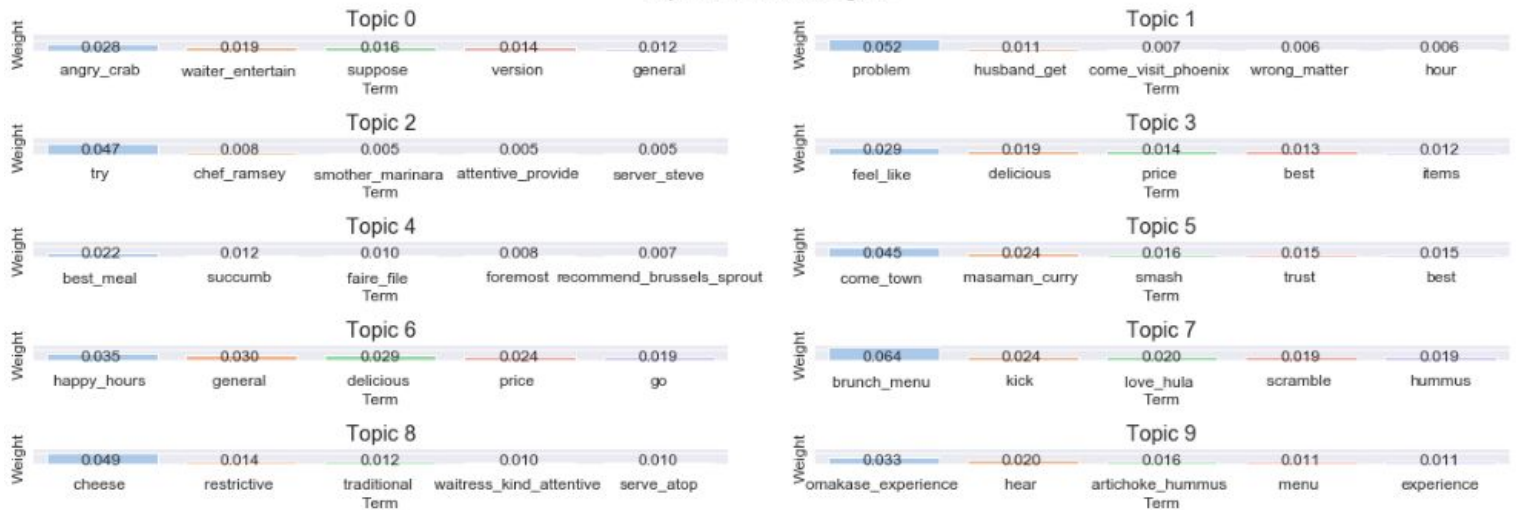 Topic 0
Weight
0.028 0.019 0.016 0.014 0.012
angry_crab waiter_entertain suppose version general
Term
Topic 1
Weight
0.052 0.011 0.007 0.006 0.006
problem husband_get come_visit_phoenix wrong_matter hour
Term
Topic 2
Weight
0.047 0.008 0.005 0.005 0.005
try chef_ramsey smother_marinara attentive_provide server_steve
Term
Topic 3
Weight
0.029 0.019 0.014 0.013 0.012
feel_like delicious price best items
Term
Topic 4
Weight
0.022 0.012 0.010 0.008 0.007
best_meal succumb faire_file foremost recommend_brussels_sprout
Term
Topic 5
Weight
0.045 0.024 0.016 0.015 0.015
come_town masaman_curry smash trust best
Term
Topic 6
Weight
0.035 0.030 0.029 0.024 0.019
happy_hours general delicious price go
Term
Topic 7
Weight
0.064 0.024 0.020 0.019 0.019
brunch_menu kick love_hula scramble hummus
Term
Topic 8
Weight
0.049 0.014 0.012 0.010 0.010
cheese restrictive traditional waitress_kind_attentive serve_atop
Term
Topic 9
Weight
0.033 0.020 0.016 0.011 0.011
omakase_experience hear artichoke_hummus menu experience
Term